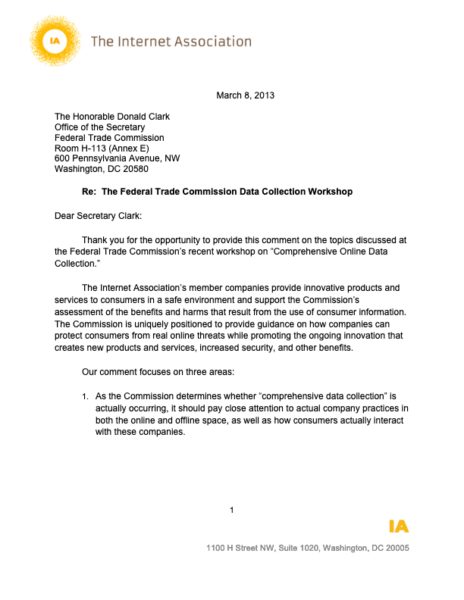 IA The Internet Association
March 8, 2013
The Honorable Donald Clark
Office of the Secretary
Federal Trade Commission
Room H-113 (Annex E)
600 Pennsylvania Avenue, NW
Washington, DC 20580
Re: The Federal Trade Commission Data Collection Workshop
Dear Secretary Clark:
Thank you for the opportunity to provide this comment on the topics discussed at
the Federal Trade Commission's recent workshop on “Comprehensive Online Data
Collection.”
The Internet Association's member companies provide innovative products and
services to consumers in a safe environment and support the Commission's
assessment of the benefits and harms that result from the use of consumer information.
The Commission is uniquely positioned to provide guidance on how companies can
protect consumers from real online threats while promoting the ongoing innovation that
creates new products and services, increased security, and other benefits.
Our comment focuses on three areas:
1. As the Commission determines whether “comprehensive data collection” is
actually occurring, it should pay close attention to actual company practices in
both the online and offline space, as well as how consumers actually interact
with these companies.
1
IA
1100 H Street NW, Suite 1020, Washington, DC 20005